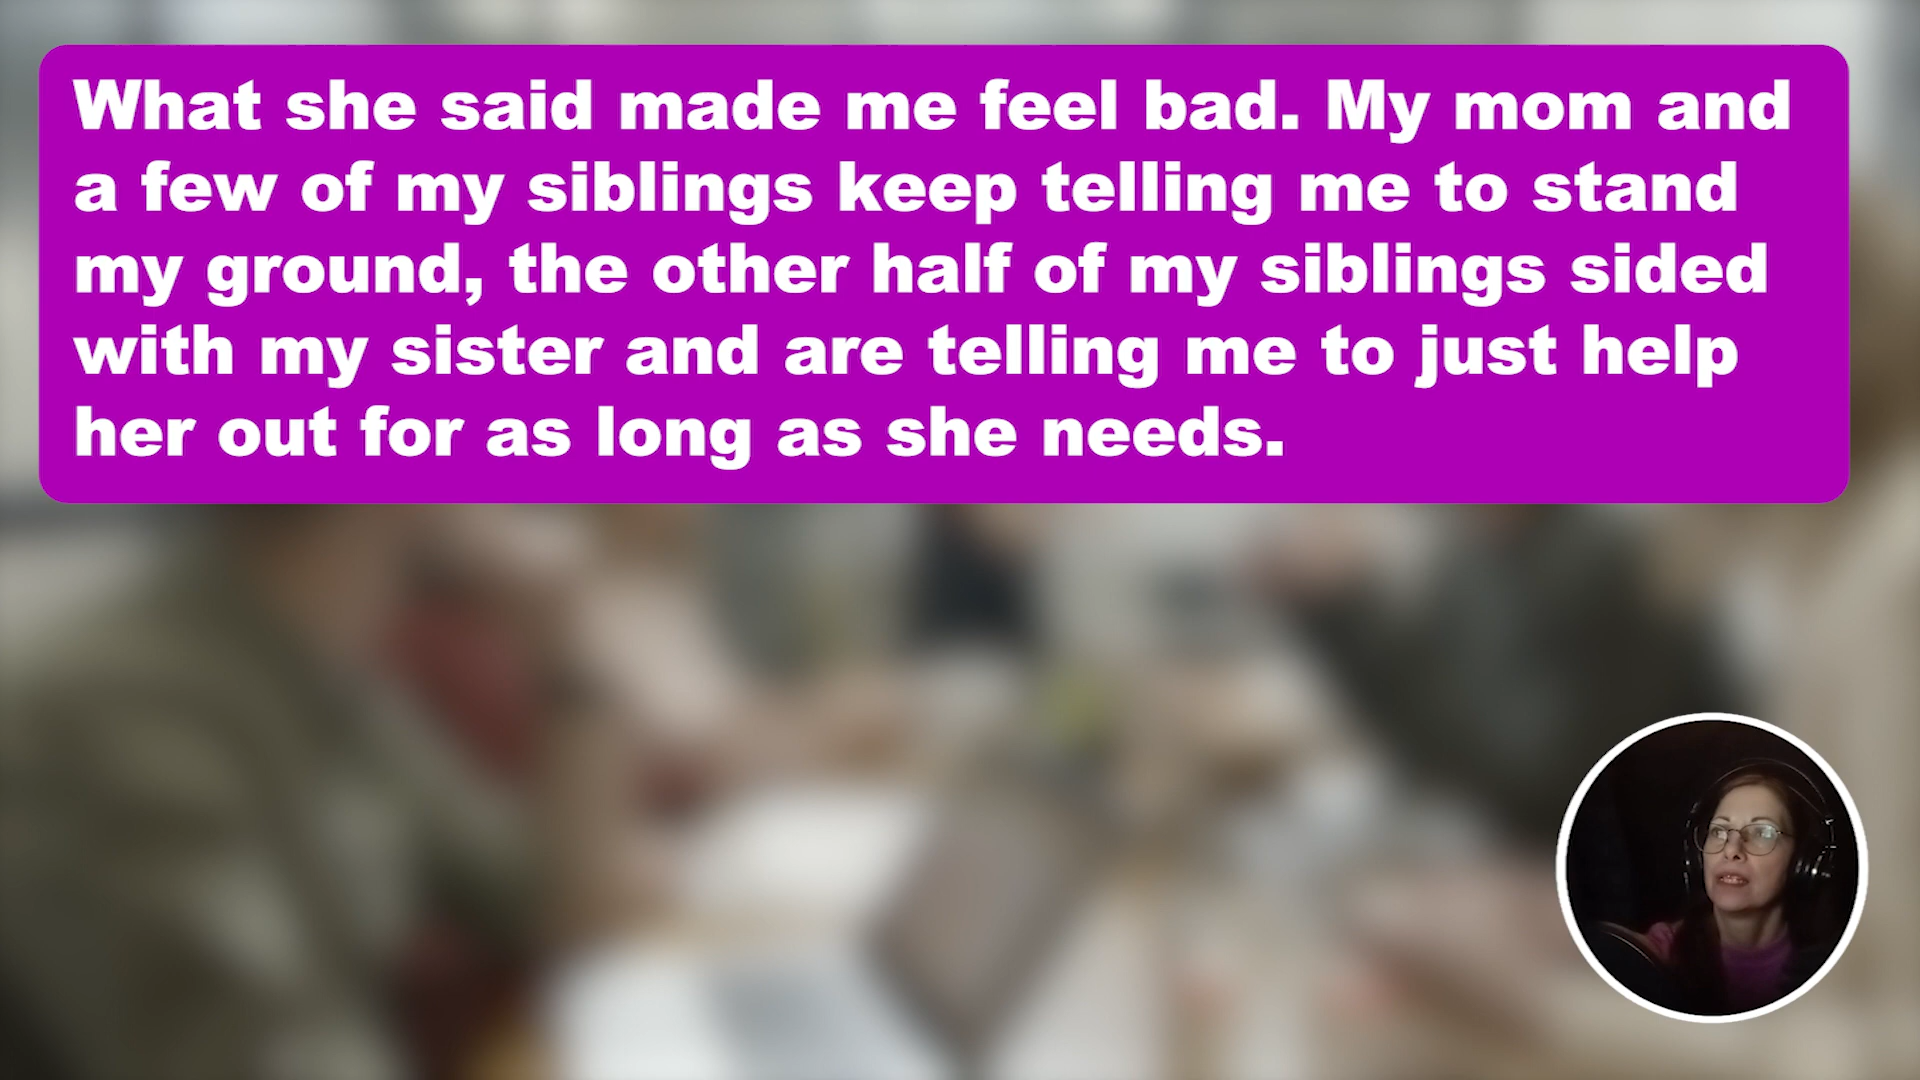 What she said made me feel bad. My mom and
a few of my siblings keep telling me to stand
my ground, the other half of my siblings sided
with my sister and are telling me to just help
her out for as long as she needs.